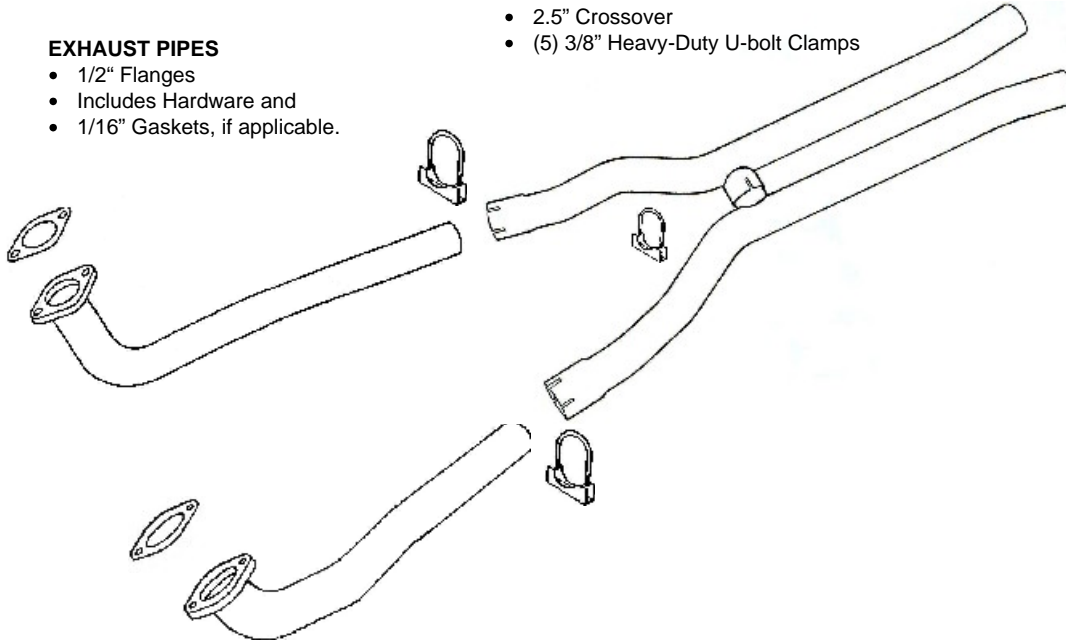 EXHAUST PIPES
• 1/2“ Flanges
• Includes Hardware and
• 1/16” Gaskets, if applicable.
• 2.5” Crossover
• (5) 3/8” Heavy-Duty U-bolt Clamps